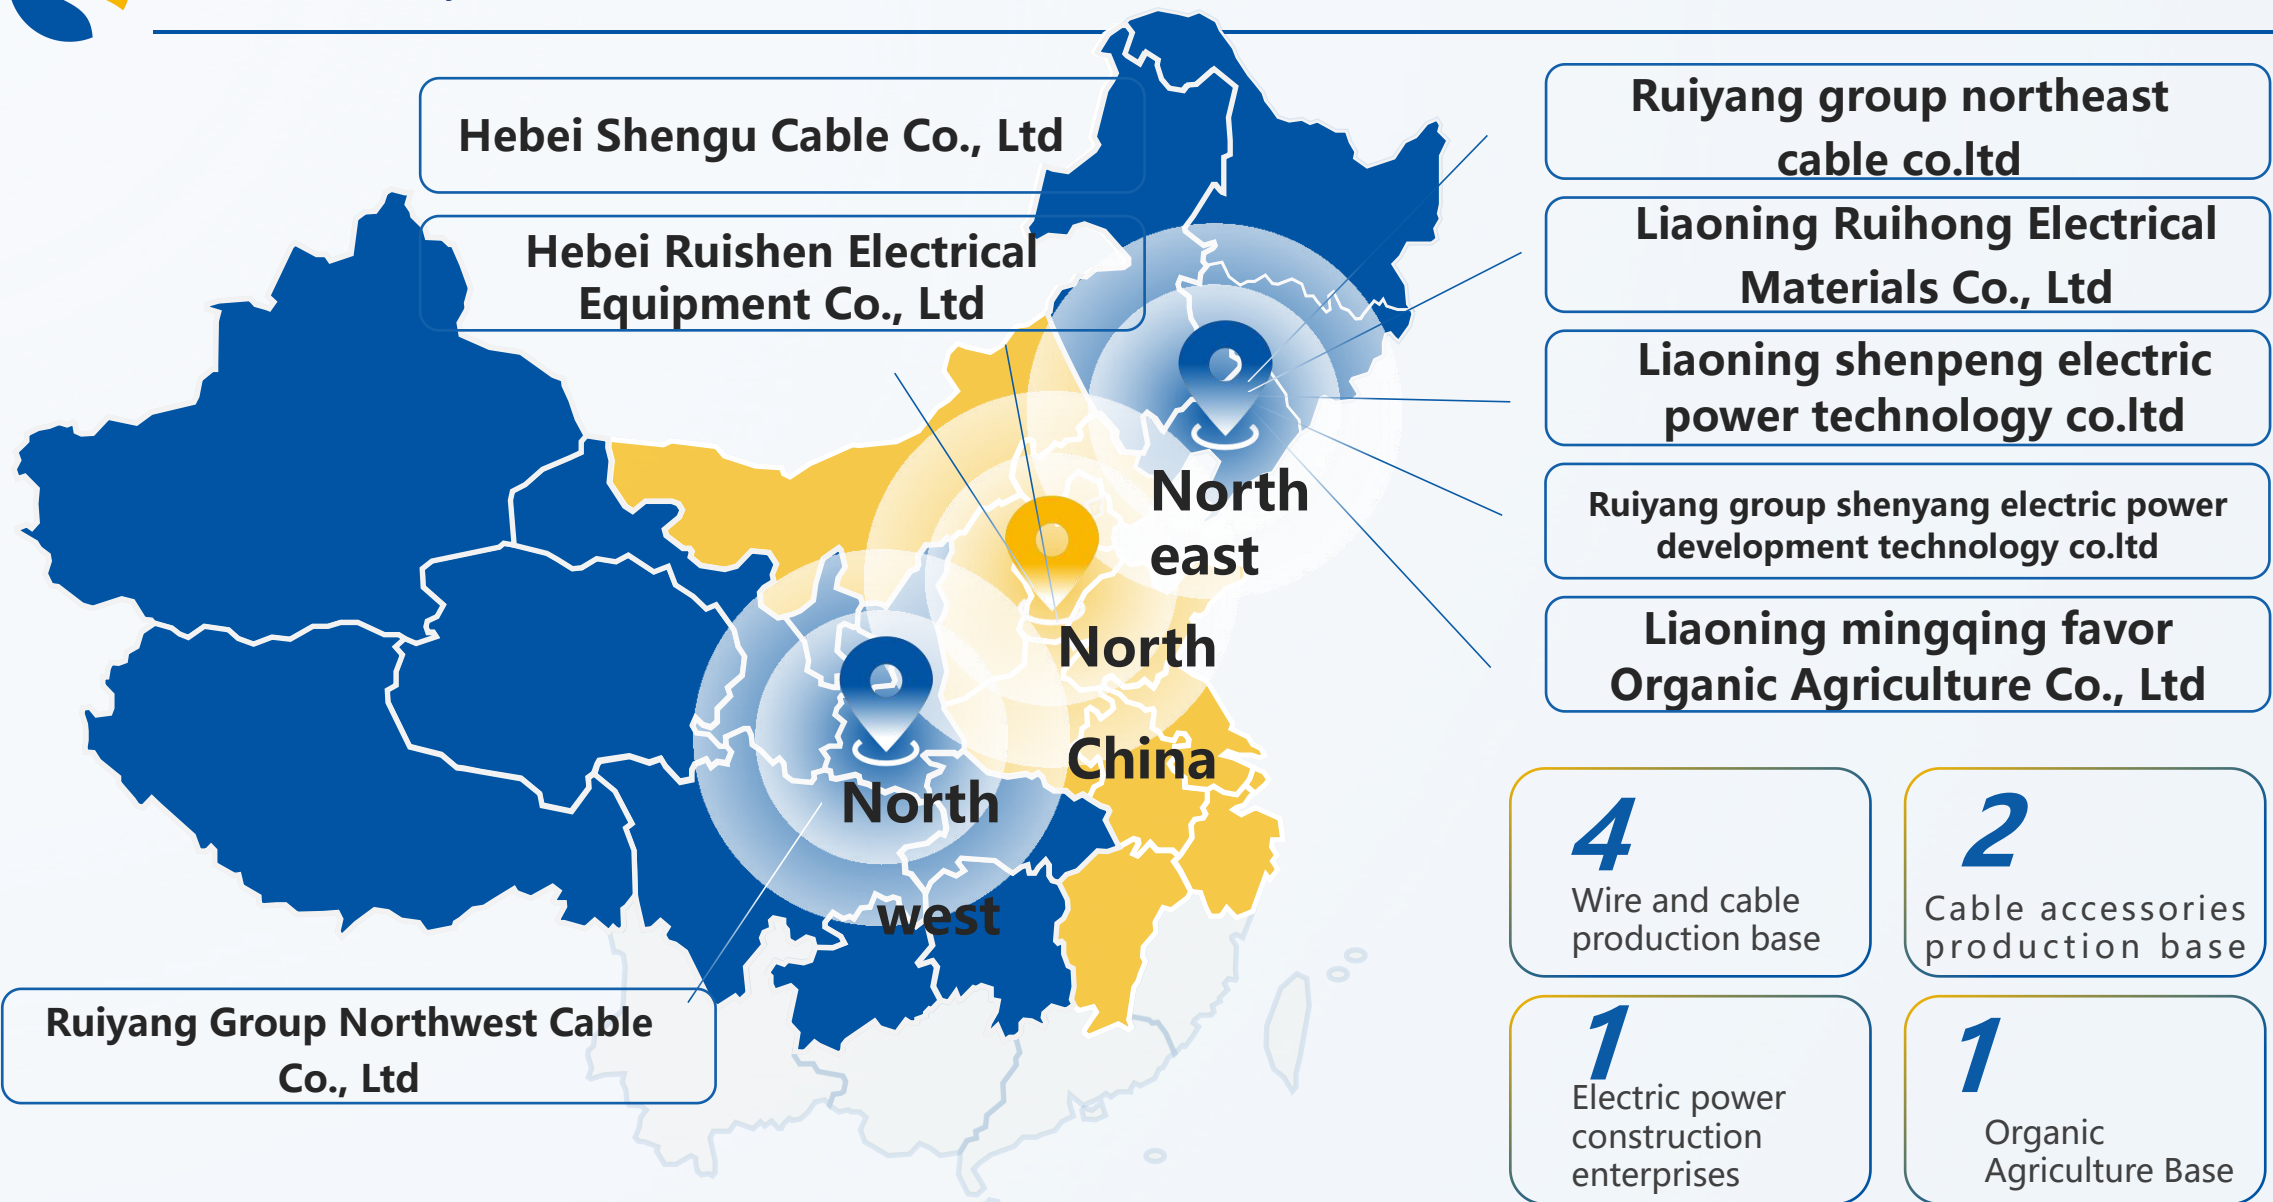 Hebei Shengu Cable Co., Ltd
Hebei Ruishen Electrical
Equipment Co., Ltd
Ruiyang group northeast
cable co.ltd
Liaoning Ruihong Electrical
Materials Co., Ltd
Liaoning shenpeng electric
power technology co.ltd
Ruiyang group shenyang electric power
development technology co.ltd
Liaoning mingqing favor
Organic Agriculture Co., Ltd
North
east
North
China
North
west
Ruiyang Group Northwest Cable
Co., Ltd
4
Wire and cable
production base
2
Cable accessories
production base
1
Electric power
construction
enterprises
1
Organic
Agriculture Base